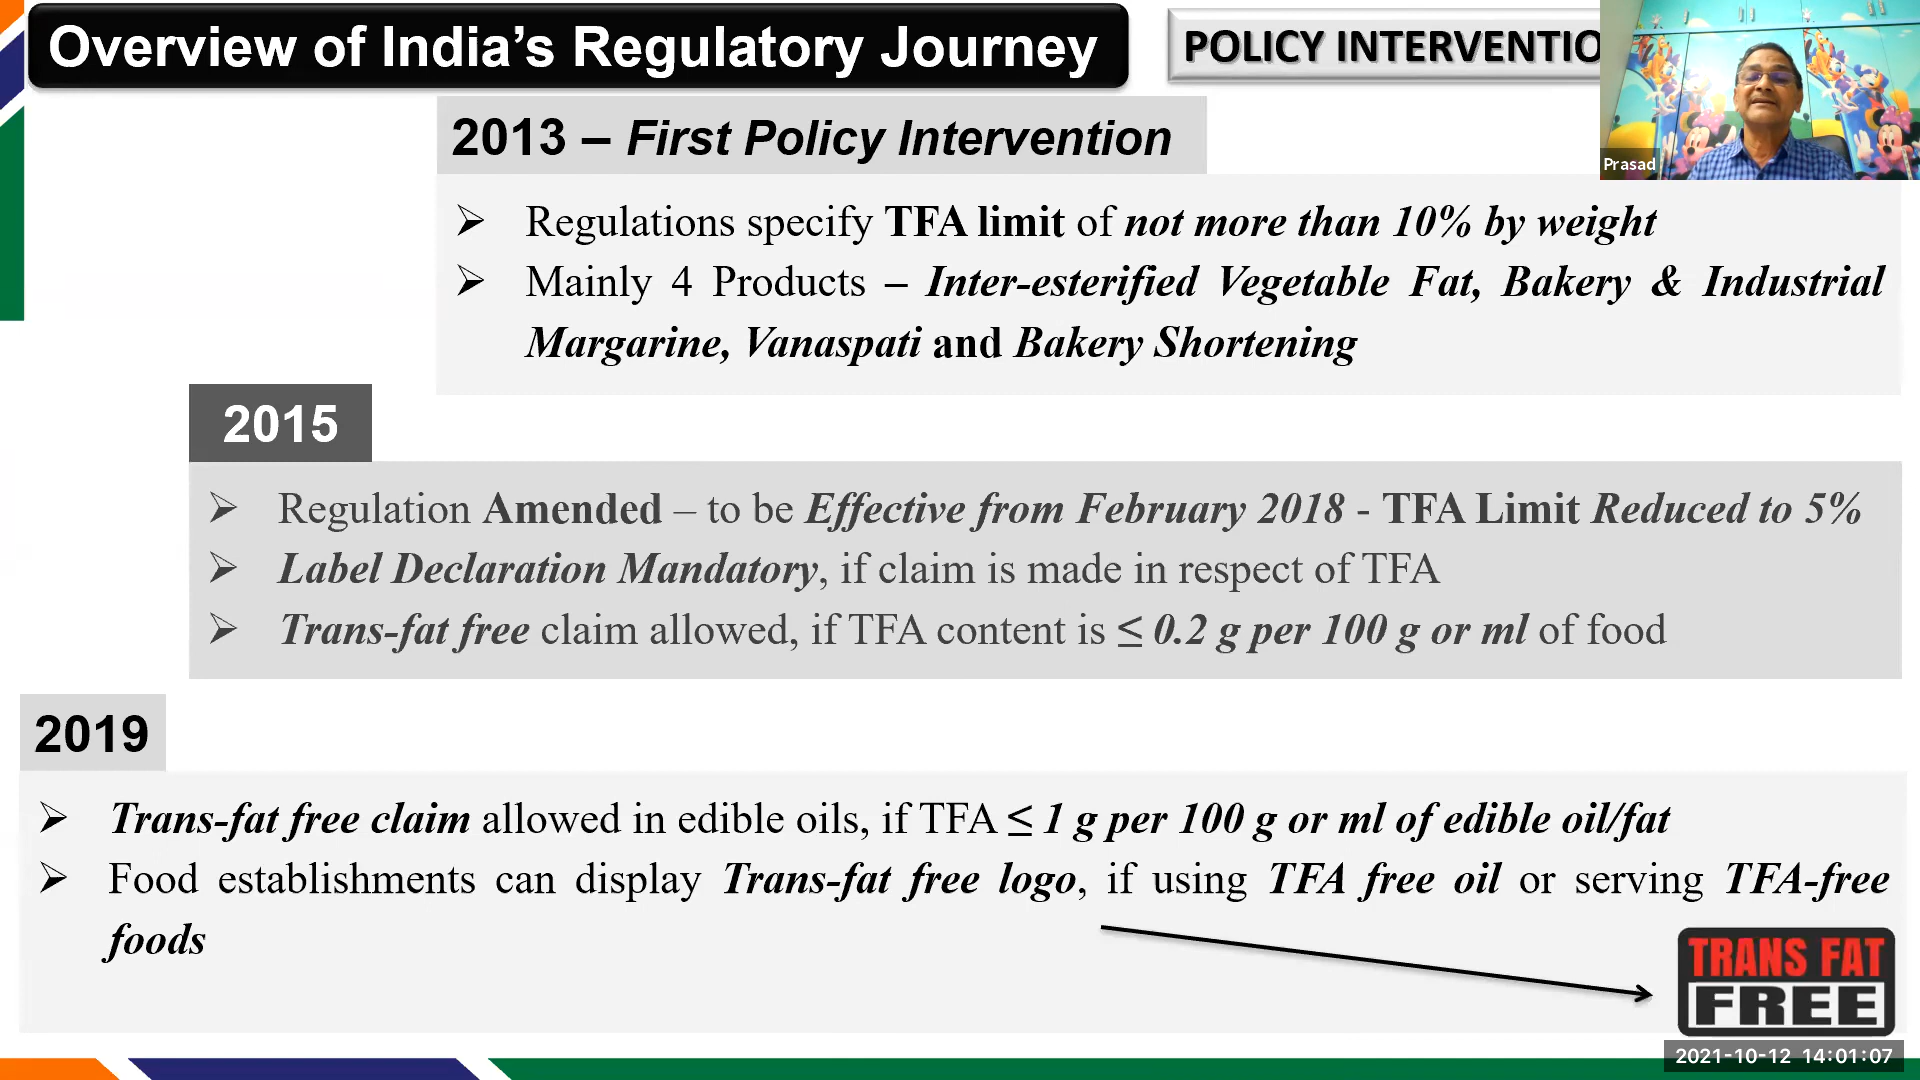 Overview of India’s Regulatory Journey
POLICY INTERVENTIO
Prasad
2013 – First Policy Intervention
➢ Regulations specify TFA limit of not more than 10% by weight
➢ Mainly 4 Products – Inter-esterified Vegetable Fat, Bakery & Industrial
Margarine, Vanaspati and Bakery Shortening
2015
➢ Regulation Amended – to be Effective from February 2018 - TFA Limit Reduced to 5%
➢ Label Declaration Mandatory, if claim is made in respect of TFA
➢ Trans-fat free claim allowed, if TFA content is ≤ 0.2 g per 100 g or ml of food
2019
➢ Trans-fat free claim allowed in edible oils, if TFA ≤ 1 g per 100 g or ml of edible oil/fat
➢ Food establishments can display Trans-fat free logo, if using TFA free oil or serving TFA-free
foods
TRANS FAT
FREE
2021-10-12 14:01:07